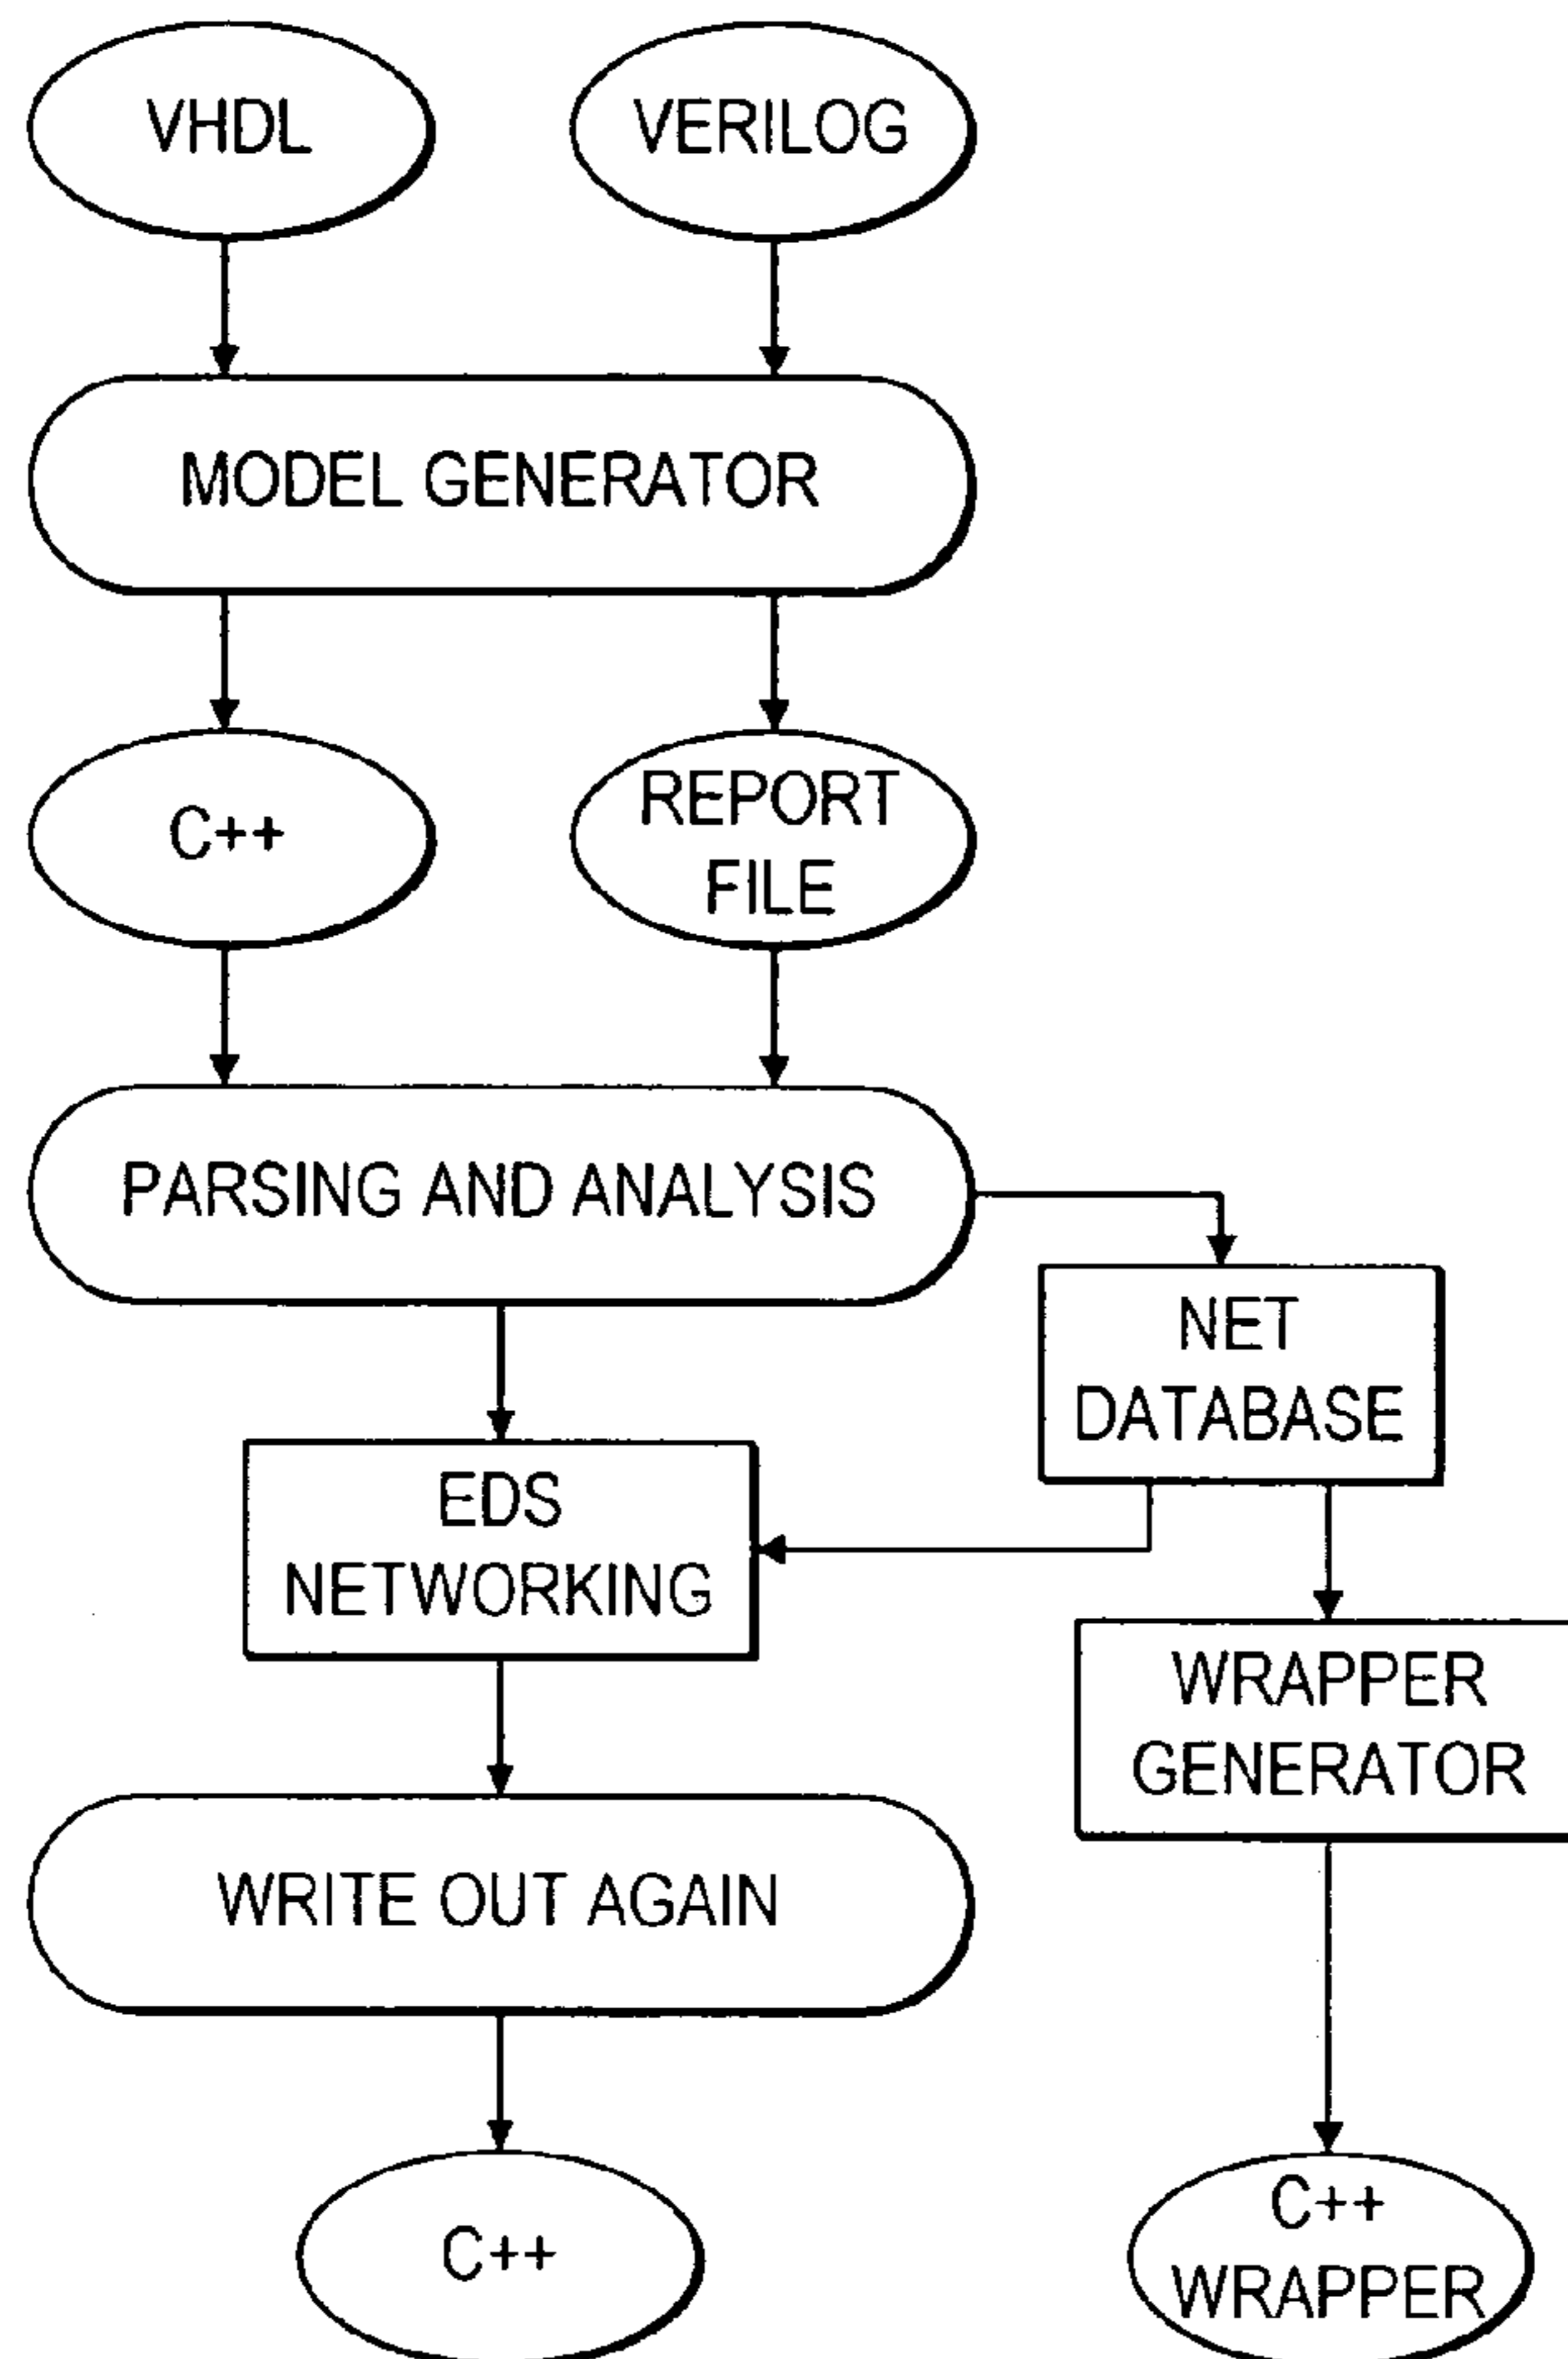 VHDL
VERILOG
MODEL GENERATOR
C++
REPORT
FILE
PARSING AND ANALYSIS
NET
DATABASE
EDS
NETWORKING
WRAPPER
GENERATOR
WRITE OUT AGAIN
C++
C++
WRAPPER